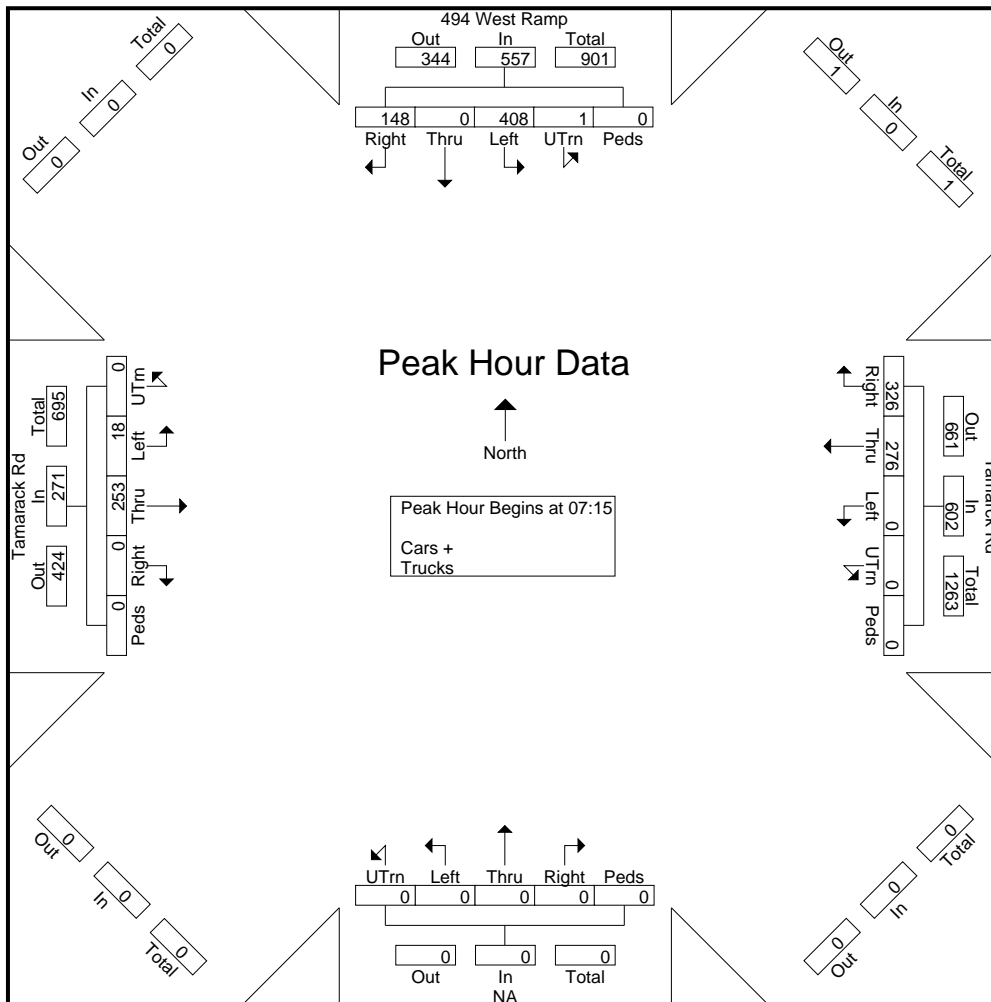 494 West Ramp
Out In Total
344 557 901
148 0 408 1 0
Right Thru Left UTrn Peds
Total
0
In
0
Out
0
Out
1
In
0
Total
1
Peak Hour Data
North
Peak Hour Begins at 07:15
Cars +
Trucks
Tamarack Rd
Out In Total
424 271 695
0 0 253 18 0
Peds Right Thru Left UTrn
Tamarack Rd
Out In Total
661 602 1263
326 276 0 0 0
Right Thru Left UTrn Peds
0
Out
0
In
0
Total
0
Total
0
In
0
Out
UTrn Left Thru Right Peds
0 0 0 0 0
0 0 0
Out In Total
NA